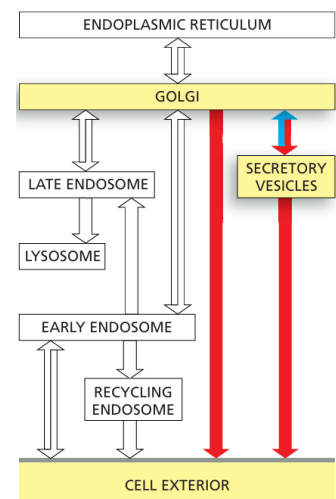 ENDOPLASMIC RETICULUM
GOLGI
LATE ENDOSOME
SECRETORY
VESICLES
LYSOSOME
EARLY ENDOSOME
RECYCLING
ENDOSOME
CELL EXTERIOR